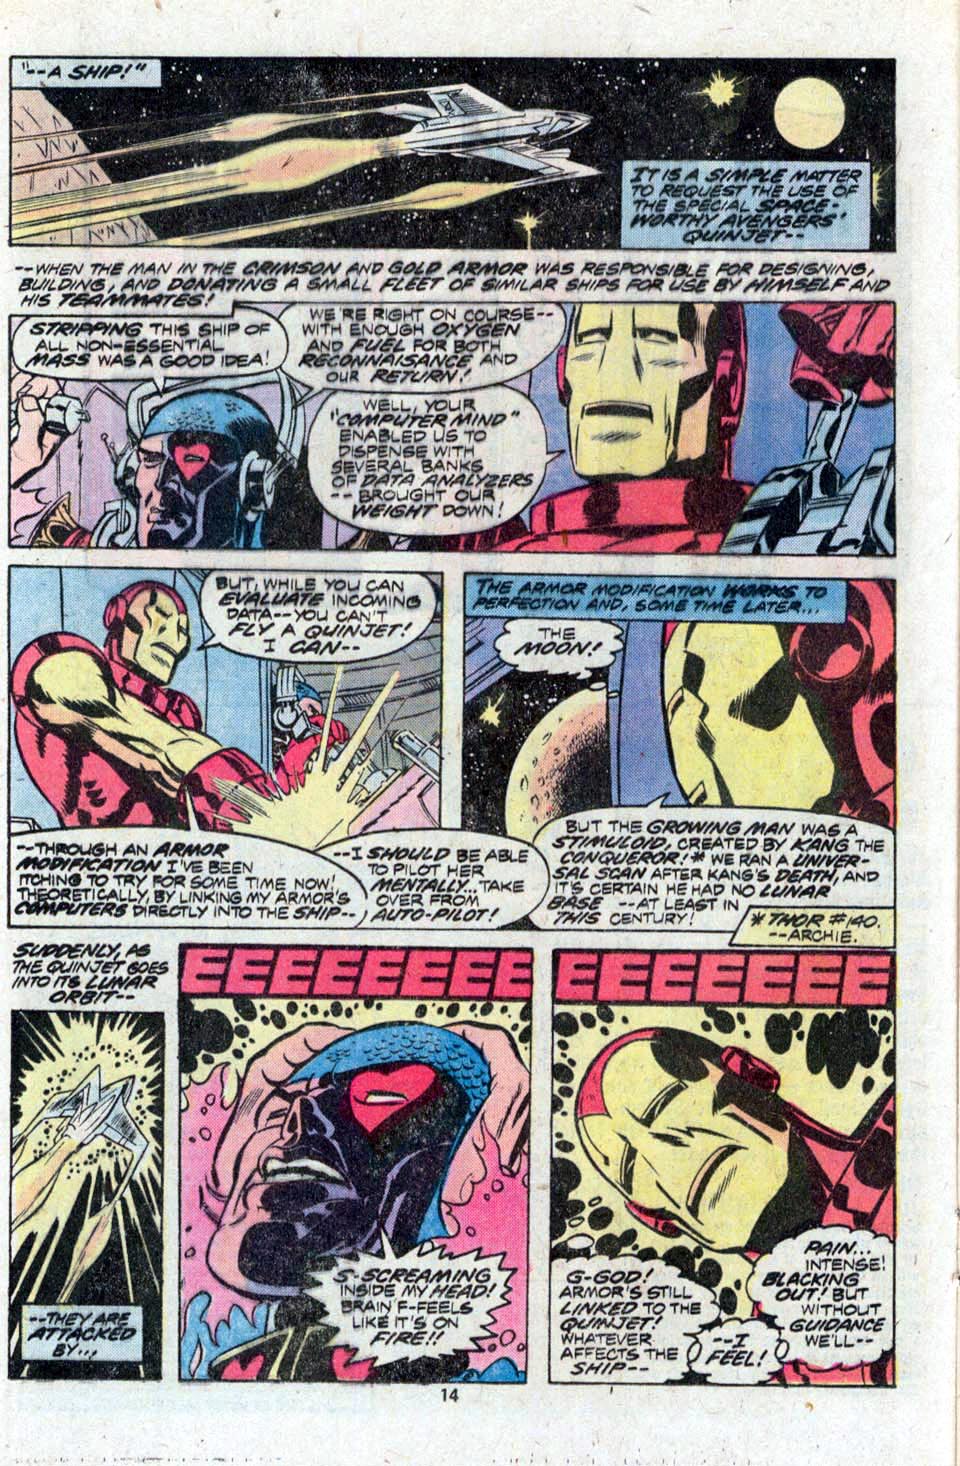 "--A SHIP!"
IT IS A SIMPLE MATTER
TO REQUEST THE USE OF
THE SPECIAL SPACE-
WORTHY AVENGERS'
QUINJET--
--WHEN THE MAN IN THE CRIMSON AND GOLD ARMOR WAS RESPONSIBLE FOR DESIGNING,
BUILDING, AND DONATING A SMALL FLEET OF SIMILAR SHIPS FOR USE BY HIMSELF AND
HIS TEAMMATES!
STRIPPING THIS SHIP OF
ALL NON-ESSENTIAL
MASS WAS A GOOD IDEA!
WE'RE RIGHT ON COURSE--
WITH ENOUGH OXYGEN
AND FUEL FOR BOTH
RECONNAISANCE AND
OUR RETURN!
WELL, YOUR
"COMPUTER MIND"
ENABLED US TO
DISPENSE WITH
SEVERAL BANKS
OF DATA ANALYZERS
-- BROUGHT OUR
WEIGHT DOWN!
BUT, WHILE YOU CAN
EVALUATE INCOMING
DATA--YOU CAN'T
FLY A QUINJET!
I CAN--
--THROUGH AN ARMOR
MODIFICATION I'VE BEEN
ITCHING TO TRY FOR SOME TIME NOW!
THEORETICALLY, BY LINKING MY ARMOR'S
COMPUTERS DIRECTLY INTO THE SHIP--
--I SHOULD BE ABLE
TO PILOT HER
MENTALLY...TAKE
OVER FROM
AUTO-PILOT!
THE ARMOR MODIFICATION WORKS TO
PERFECTION AND, SOME TIME LATER...
THE
MOON!
BUT THE GROWING MAN WAS A
STIMULOID, CREATED BY KANG THE
CONQUEROR!* WE RAN A UNIVER-
SAL SCAN AFTER KANG'S DEATH, AND
IT'S CERTAIN HE HAD NO LUNAR
BASE --AT LEAST IN
THIS CENTURY!
*THOR #140.
--ARCHIE.
SUDDENLY, AS
THE QUINJET GOES
INTO ITS LUNAR
ORBIT--
--THEY ARE
ATTACKED
BY...
EEEEEEEEE
S-SCREAMING
INSIDE MY HEAD!
BRAIN F-FEELS
LIKE IT'S ON
FIRE!!
EEEEEEEE
G-GOD!
ARMOR'S STILL
LINKED TO THE
QUINJET!
WHATEVER
AFFECTS THE
SHIP--
--I
FEEL!
PAIN...
INTENSE!
BLACKING
OUT! BUT
WITHOUT
GUIDANCE
WE'LL--
14